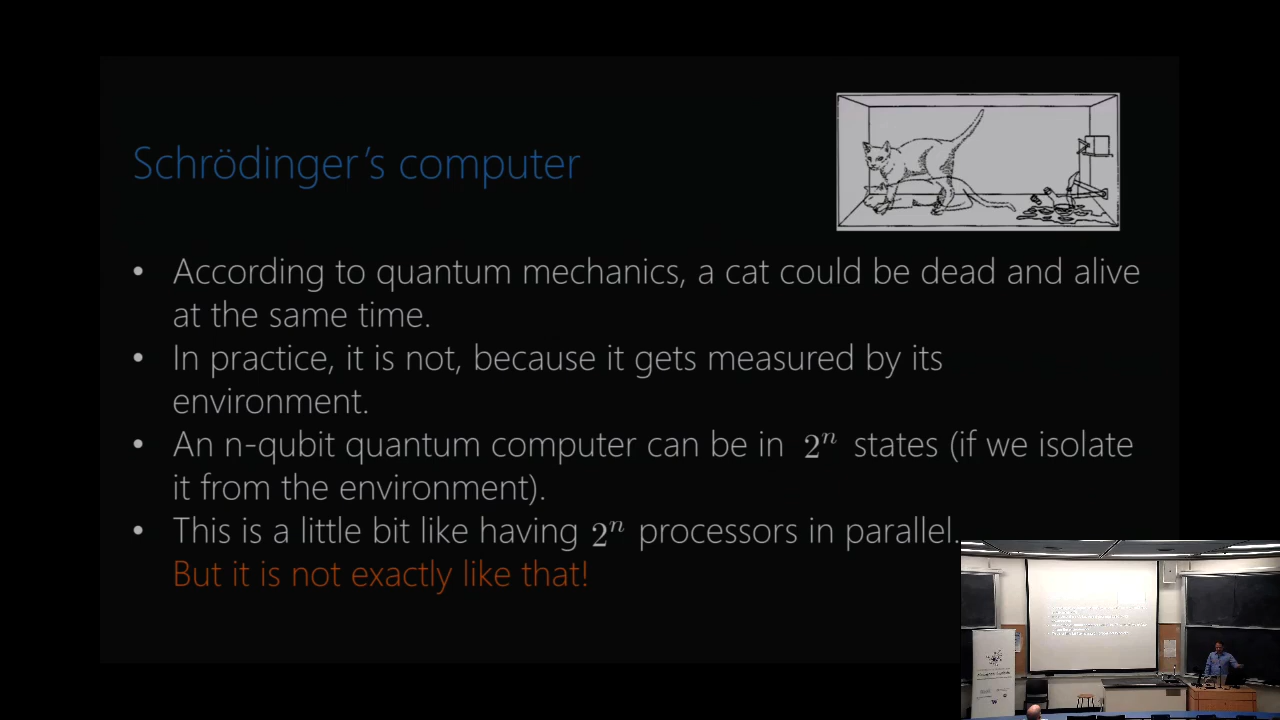 Schrödinger's computer
• According to quantum mechanics, a cat could be dead and alive
at the same time.
• In practice, it is not, because it gets measured by its
environment.
• An n-qubit quantum computer can be in 2ⁿ states (if we isolate
it from the environment).
• This is a little bit like having 2ⁿ processors in parallel.
But it is not exactly like that!